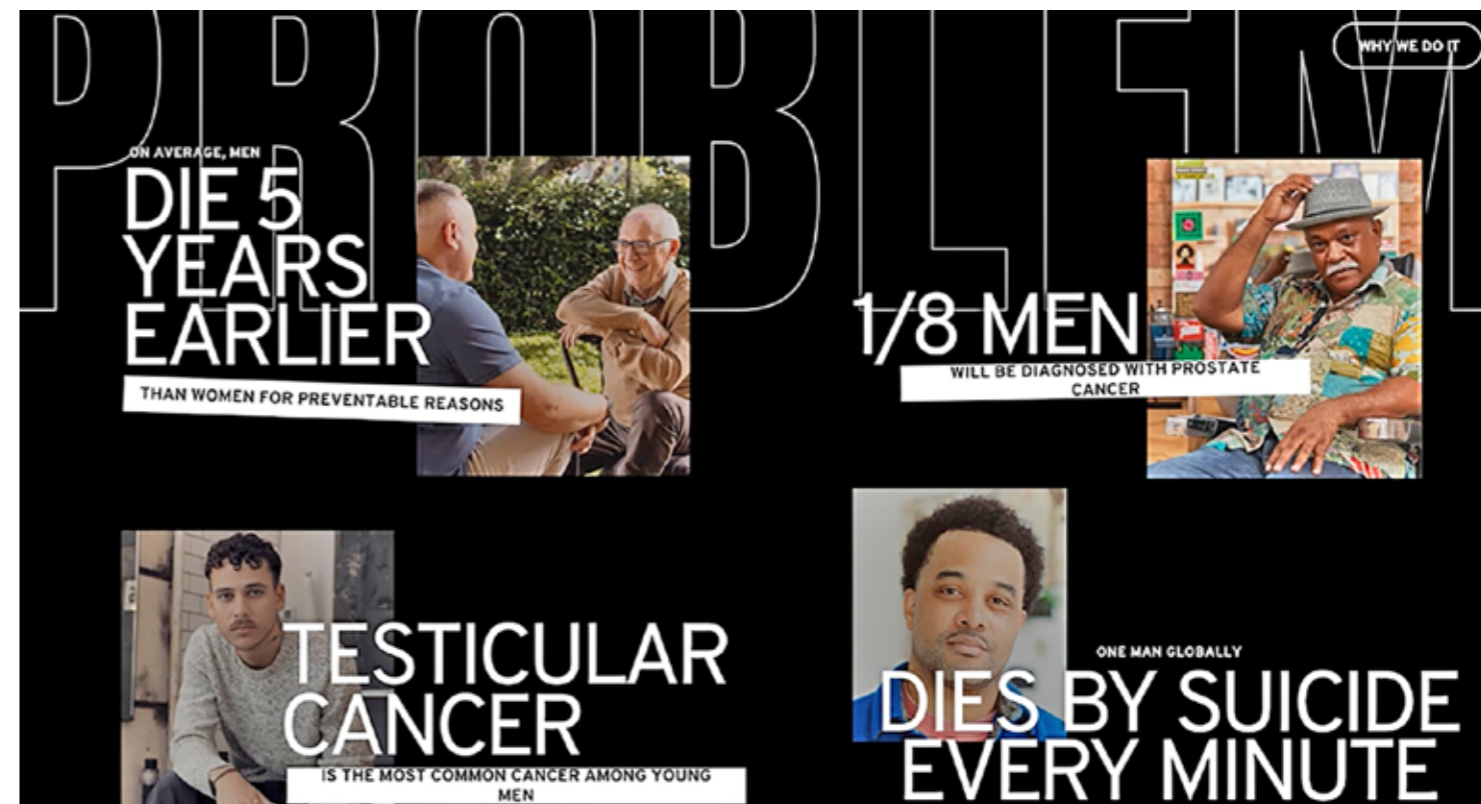 PROBLEM
WHY WE DO IT
ON AVERAGE, MEN
DIE 5
YEARS
EARLIER
THAN WOMEN FOR PREVENTABLE REASONS
1/8 MEN
WILL BE DIAGNOSED WITH PROSTATE
CANCER
TESTICULAR
CANCER
IS THE MOST COMMON CANCER AMONG YOUNG
MEN
ONE MAN GLOBALLY
DIES BY SUICIDE
EVERY MINUTE